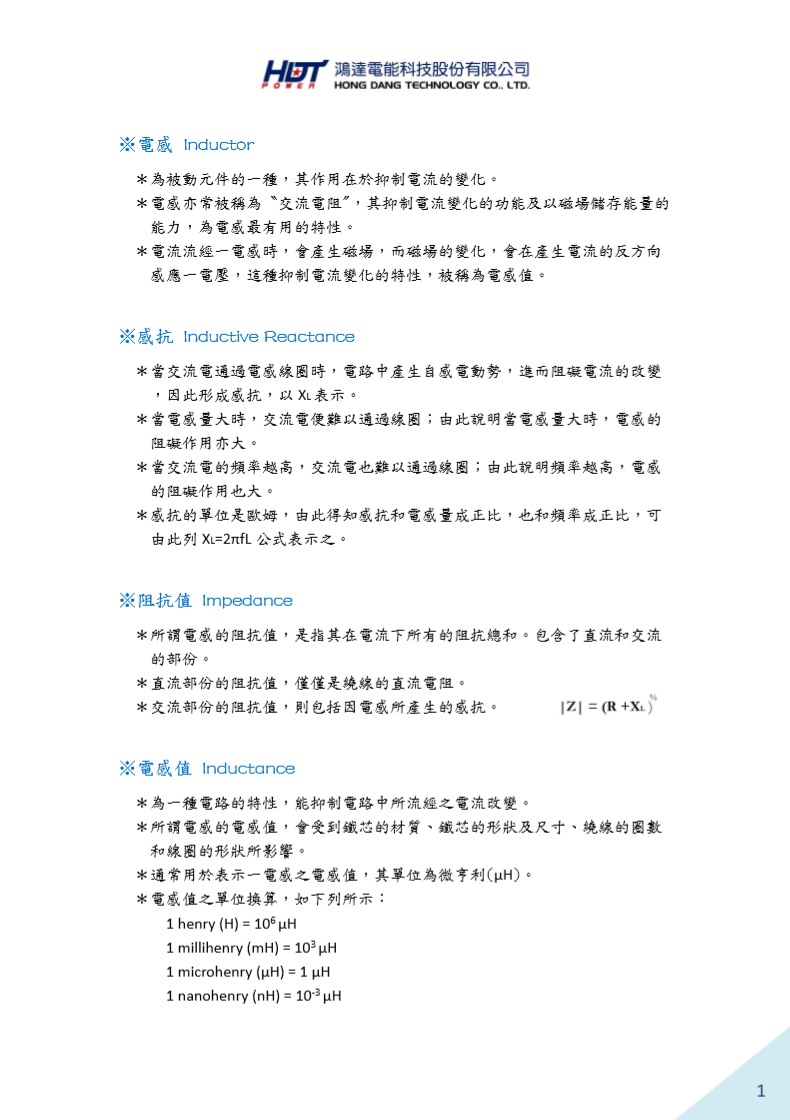 HDT 鴻達電能科技股份有限公司
POWER HONG DANG TECHNOLOGY CO., LTD.
※電感 Inductor
＊為被動元件的一種，其作用在於抑制電流的變化。
＊電感亦常被稱為〝交流電阻〞，其抑制電流變化的功能及以磁場儲存能量的
能力，為電感最有用的特性。
＊電流流經一電感時，會產生磁場，而磁場的變化，會在產生電流的反方向
感應一電壓，這種抑制電流變化的特性，被稱為電感值。
※感抗 Inductive Reactance
＊當交流電通過電感線圈時，電路中產生自感電動勢，進而阻礙電流的改變
，因此形成感抗，以 XL 表示。
＊當電感量大時，交流電便難以通過線圈；由此說明當電感量大時，電感的
阻礙作用亦大。
＊當交流電的頻率越高，交流電也難以通過線圈；由此說明頻率越高，電感
的阻礙作用也大。
＊感抗的單位是歐姆，由此得知感抗和電感量成正比，也和頻率成正比，可
由此列 XL=2πfL 公式表示之。
※阻抗值 Impedance
＊所謂電感的阻抗值，是指其在電流下所有的阻抗總和。包含了直流和交流
的部份。
＊直流部份的阻抗值，僅僅是繞線的直流電阻。
＊交流部份的阻抗值，則包括因電感所產生的感抗。 |Z| = (R +XL )^½
※電感值 Inductance
＊為一種電路的特性，能抑制電路中所流經之電流改變。
＊所謂電感的電感值，會受到鐵芯的材質、鐵芯的形狀及尺寸、繞線的圈數
和線圈的形狀所影響。
＊通常用於表示一電感之電感值，其單位為微亨利(μH)。
＊電感值之單位換算，如下列所示：
1 henry (H) = 10⁶ μH
1 millihenry (mH) = 10³ μH
1 microhenry (μH) = 1 μH
1 nanohenry (nH) = 10⁻³ μH
1